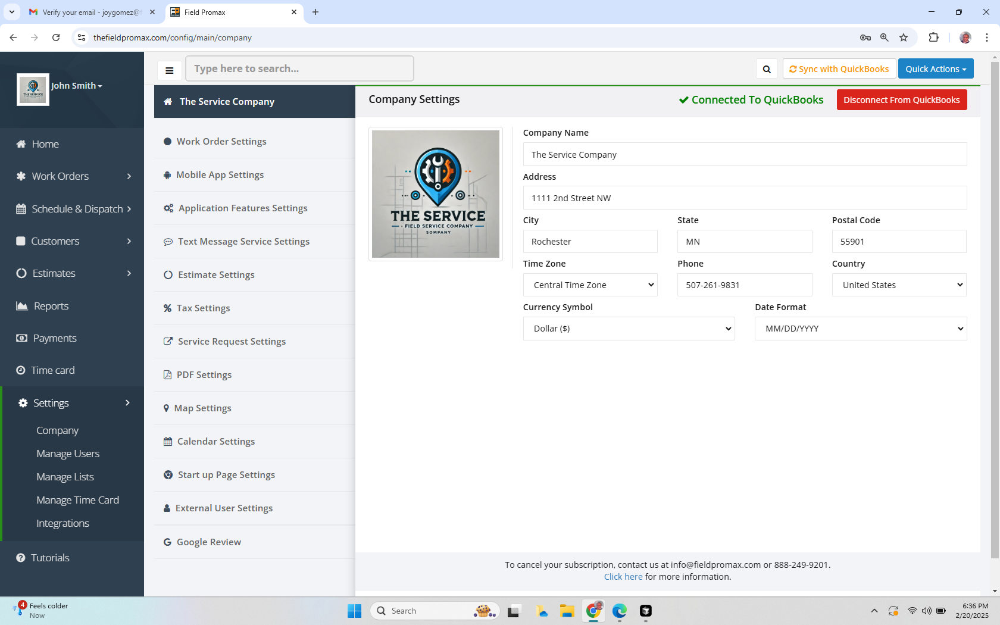 Verify your email - joygomez@
Field Promax
thefieldpromax.com/config/main/company
John Smith
Type here to search...
Sync with QuickBooks
Quick Actions
Home
Work Orders
Schedule & Dispatch
Customers
Estimates
Reports
Payments
Time card
Settings
Company
Manage Users
Manage Lists
Manage Time Card
Integrations
Tutorials
The Service Company
Work Order Settings
Mobile App Settings
Application Features Settings
Text Message Service Settings
Estimate Settings
Tax Settings
Service Request Settings
PDF Settings
Map Settings
Calendar Settings
Start up Page Settings
External User Settings
Google Review
Company Settings
Connected To QuickBooks
Disconnect From QuickBooks
THE SERVICE
FIELD SERVICE COMPANY
SOMPANY
Company Name
The Service Company
Address
1111 2nd Street NW
City
State
Postal Code
Rochester
MN
55901
Time Zone
Phone
Country
Central Time Zone
507-261-9831
United States
Currency Symbol
Date Format
Dollar ($)
MM/DD/YYYY
To cancel your subscription, contact us at info@fieldpromax.com or 888-249-9201.
Click here for more information.
4
Feels colder
Now
Search
6:36 PM
2/20/2025